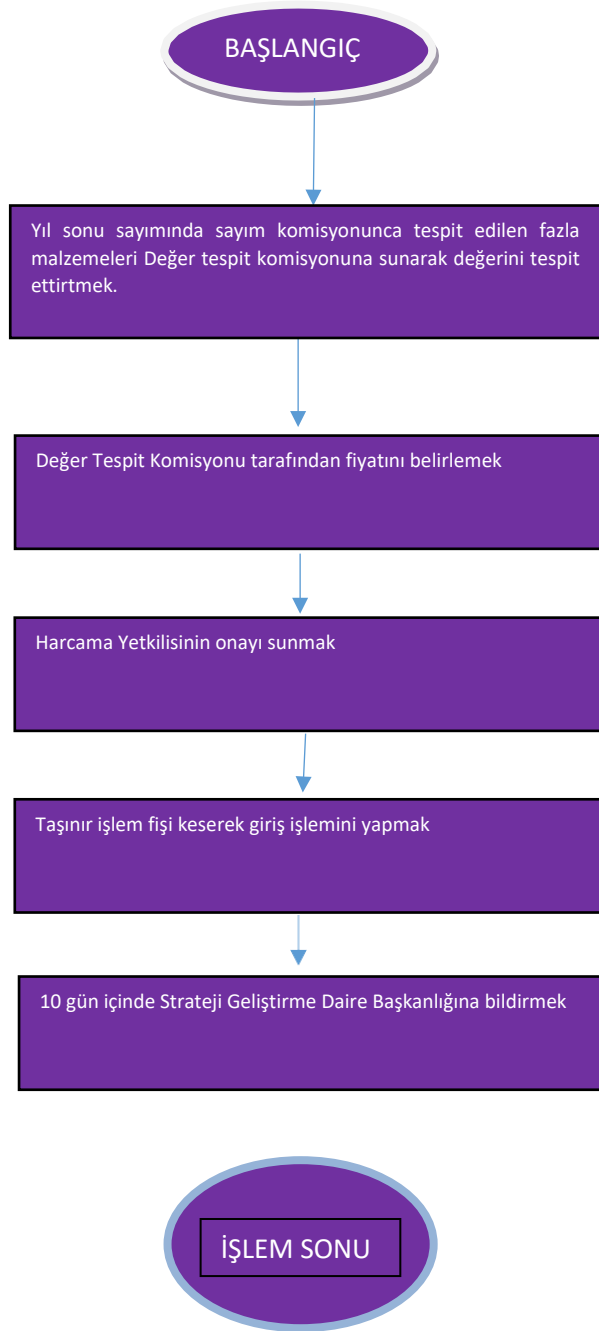 BAŞLANGIÇ
Yıl sonu sayımında sayım komisyonunca tespit edilen fazla
malzemeleri Değer tespit komisyonuna sunarak değerini tespit
ettirtmek.
Değer Tespit Komisyonu tarafından fiyatını belirlemek
Harcama Yetkilisinin onayı sunmak
Taşınır işlem fişi keserek giriş işlemini yapmak
10 gün içinde Strateji Geliştirme Daire Başkanlığına bildirmek
İŞLEM SONU